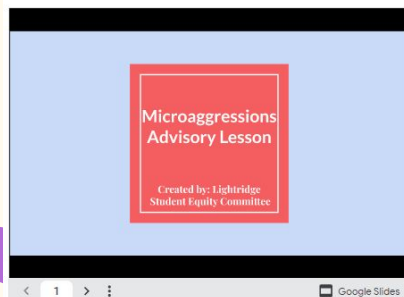 Microaggressions
Advisory Lesson
Created by: Lightridge
Student Equity Committee
1
Google Slides